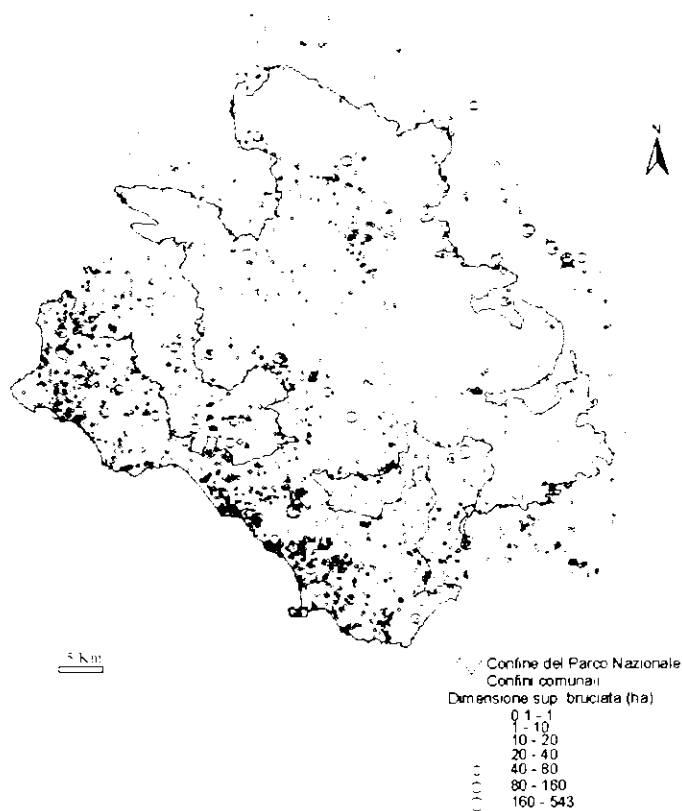 N
5 Km
Confine del Parco Nazionale
Confini comunali
Dimensione sup. bruciata (ha)
0.1 - 1
1 - 10
10 - 20
20 - 40
40 - 80
80 - 160
160 - 543